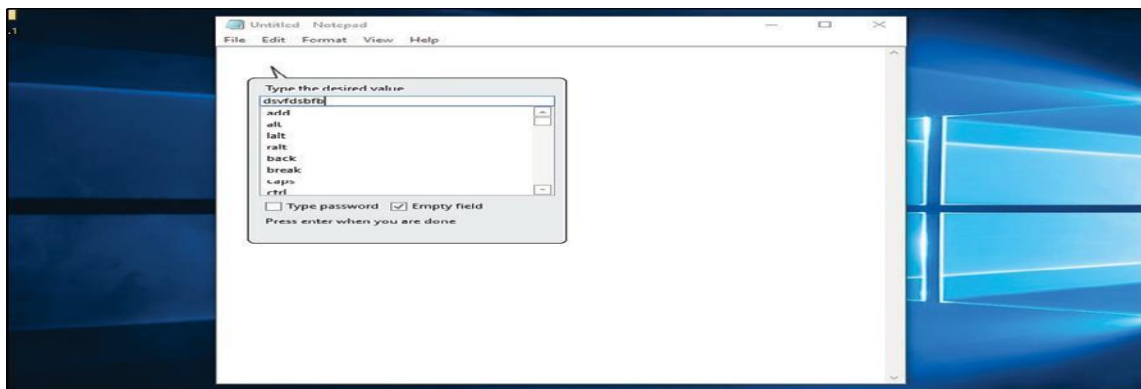 .1
Untitled - Notepad
File Edit Format View Help
Type the desired value
dsvfdsbfb
add
alt
lalt
ralt
back
break
caps
ctrl
Type password Empty field
Press enter when you are done